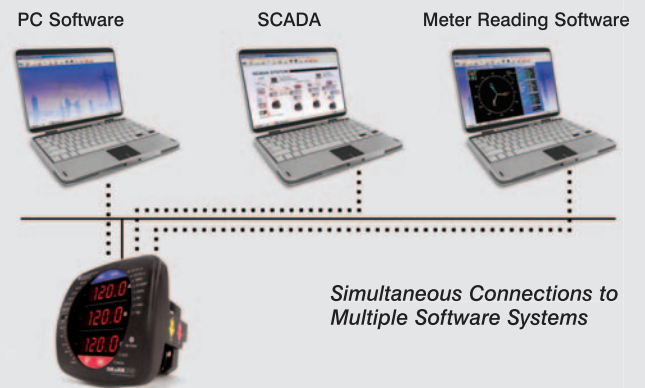 PC Software
SCADA
Meter Reading Software
120.0
120.0
120.0
Simultaneous Connections to
Multiple Software Systems